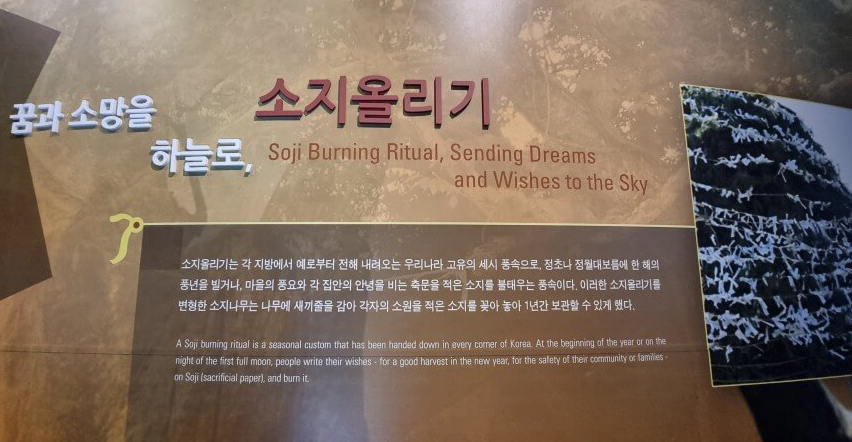 꿈과 소망을
하늘로,
소지올리기
Soji Burning Ritual, Sending Dreams
and Wishes to the Sky
소지올리기는 각 지방에서 예로부터 전해 내려오는 우리나라 고유의 세시 풍속으로, 정초나 정월대보름에 한 해의
풍년을 빌거나, 마을의 풍요와 각 집안의 안녕을 비는 축문을 적은 소지를 불태우는 풍속이다. 이러한 소지올리기를
변형한 소지나무는 나무에 새끼줄을 감아 각자의 소원을 적은 소지를 꽂아 놓아 1년간 보관할 수 있게 했다.
A Soji burning ritual is a seasonal custom that has been handed down in every corner of Korea. At the beginning of the year or on the
night of the first full moon, people write their wishes - for a good harvest in the new year, for the safety of their community or families -
on Soji (sacrificial paper), and burn it.